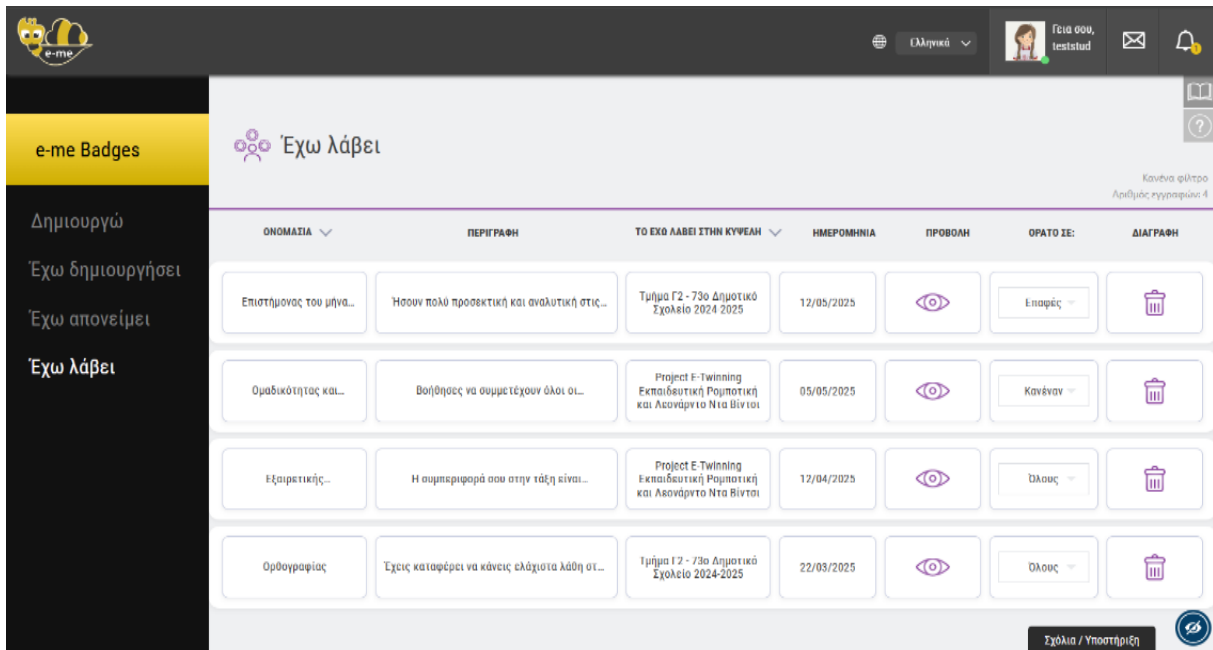 e-me
Ελληνικά
Γεια σου,
teststud
1
e-me Badges
Δημιουργώ
Έχω δημιουργήσει
Έχω απονείμει
Έχω λάβει
Έχω λάβει
Κανένα φίλτρο
Αριθμός εγγραφών: 4
ΟΝΟΜΑΣΙΑ ΠΕΡΙΓΡΑΦΗ ΤΟ ΕΧΩ ΛΑΒΕΙ ΣΤΗΝ ΚΥΨΕΛΗ ΗΜΕΡΟΜΗΝΙΑ ΠΡΟΒΟΛΗ ΟΡΑΤΟ ΣΕ: ΔΙΑΓΡΑΦΗ
Επιστήμονας του μήνα... Ήσουν πολύ προσεκτική και αναλυτική στις...
Τμήμα Γ2 - 73ο Δημοτικό
Σχολείο 2024-2025
12/05/2025 Επαφές
Ομαδικότητας και... Βοήθησες να συμμετέχουν όλοι οι...
Project E-Twinning
Εκπαιδευτική Ρομποτική
και Λεονάρντο Ντα Βίντσι
05/05/2025 Κανέναν
Εξαιρετικής... Η συμπεριφορά σου στην τάξη είναι...
Project E-Twinning
Εκπαιδευτική Ρομποτική
και Λεονάρντο Ντα Βίντσι
12/04/2025 Όλους
Ορθογραφίας Έχεις καταφέρει να κάνεις ελάχιστα λάθη στ...
Τμήμα Γ2 - 73ο Δημοτικό
Σχολείο 2024-2025
22/03/2025 Όλους
Σχόλια / Υποστήριξη